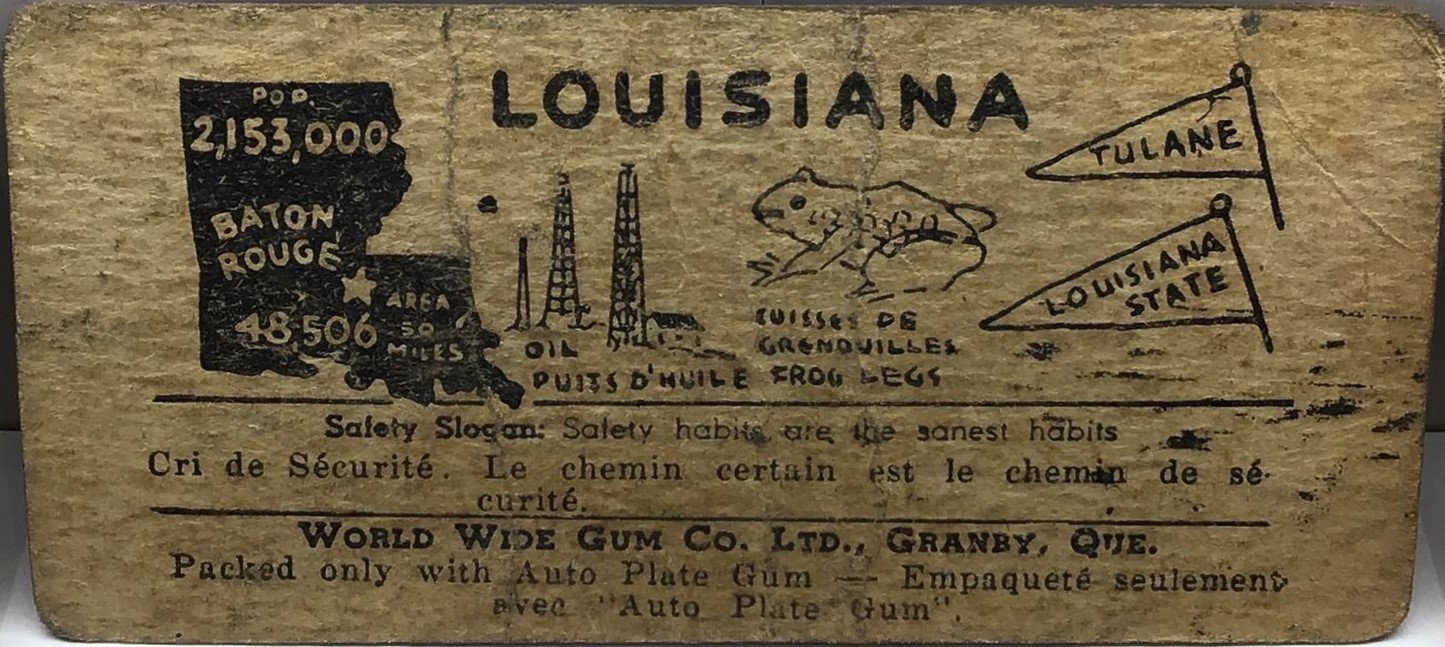 LOUISIANA
POP.
2,153,000
BATON
ROUGE
AREA
48,506 SQ
MILES
OIL
PUITS D'HUILE
CUISSES DE
GRENOUILLES
FROG LEGS
TULANE
LOUISIANA
STATE
Safety Slogan: Safety habits are the sanest habits
Cri de Sécurité. Le chemin certain est le chemin de sé-
curité.
WORLD WIDE GUM CO. LTD., GRANBY, QUE.
Packed only with Auto Plate Gum — Empaqueté seulement
avec "Auto Plate Gum".